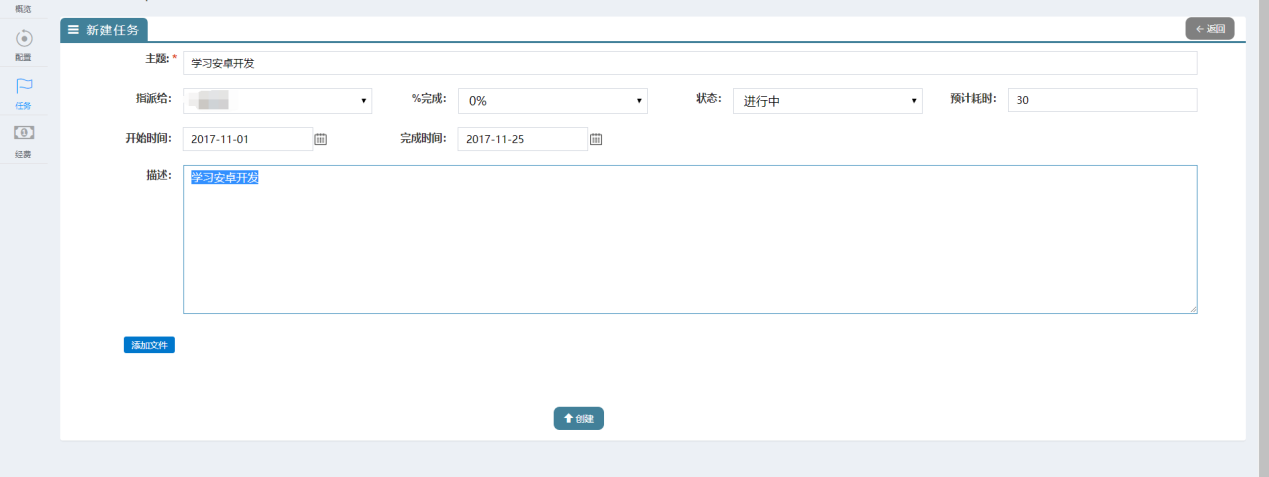 概览
新建任务
返回
配置
主题: * 学习安卓开发
指派给: %完成: 0% 状态: 进行中 预计耗时: 30
任务
开始时间: 2017-11-01 完成时间: 2017-11-25
经费
描述: 学习安卓开发
添加文件
创建